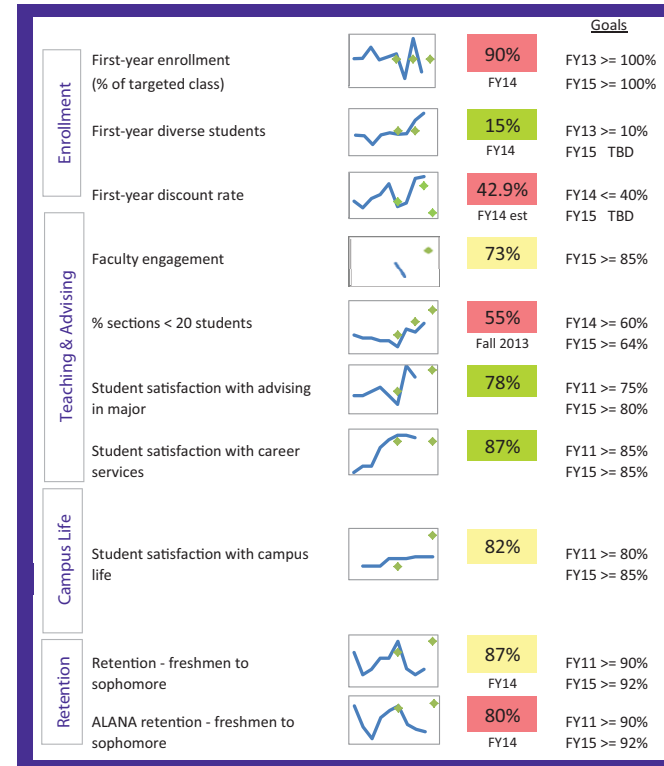 Goals
Enrollment
First-year enrollment
(% of targeted class)
90%
FY14
FY13 >= 100%
FY15 >= 100%
First-year diverse students
15%
FY14
FY13 >= 10%
FY15 TBD
First-year discount rate
42.9%
FY14 est
FY14 <= 40%
FY15 TBD
Teaching & Advising
Faculty engagement
73%
FY15 >= 85%
% sections < 20 students
55%
Fall 2013
FY14 >= 60%
FY15 >= 64%
Student satisfaction with advising
in major
78%
FY11 >= 75%
FY15 >= 80%
Student satisfaction with career
services
87%
FY11 >= 85%
FY15 >= 85%
Campus Life
Student satisfaction with campus
life
82%
FY11 >= 80%
FY15 >= 85%
Retention
Retention - freshmen to
sophomore
87%
FY14
FY11 >= 90%
FY15 >= 92%
ALANA retention - freshmen to
sophomore
80%
FY14
FY11 >= 90%
FY15 >= 92%